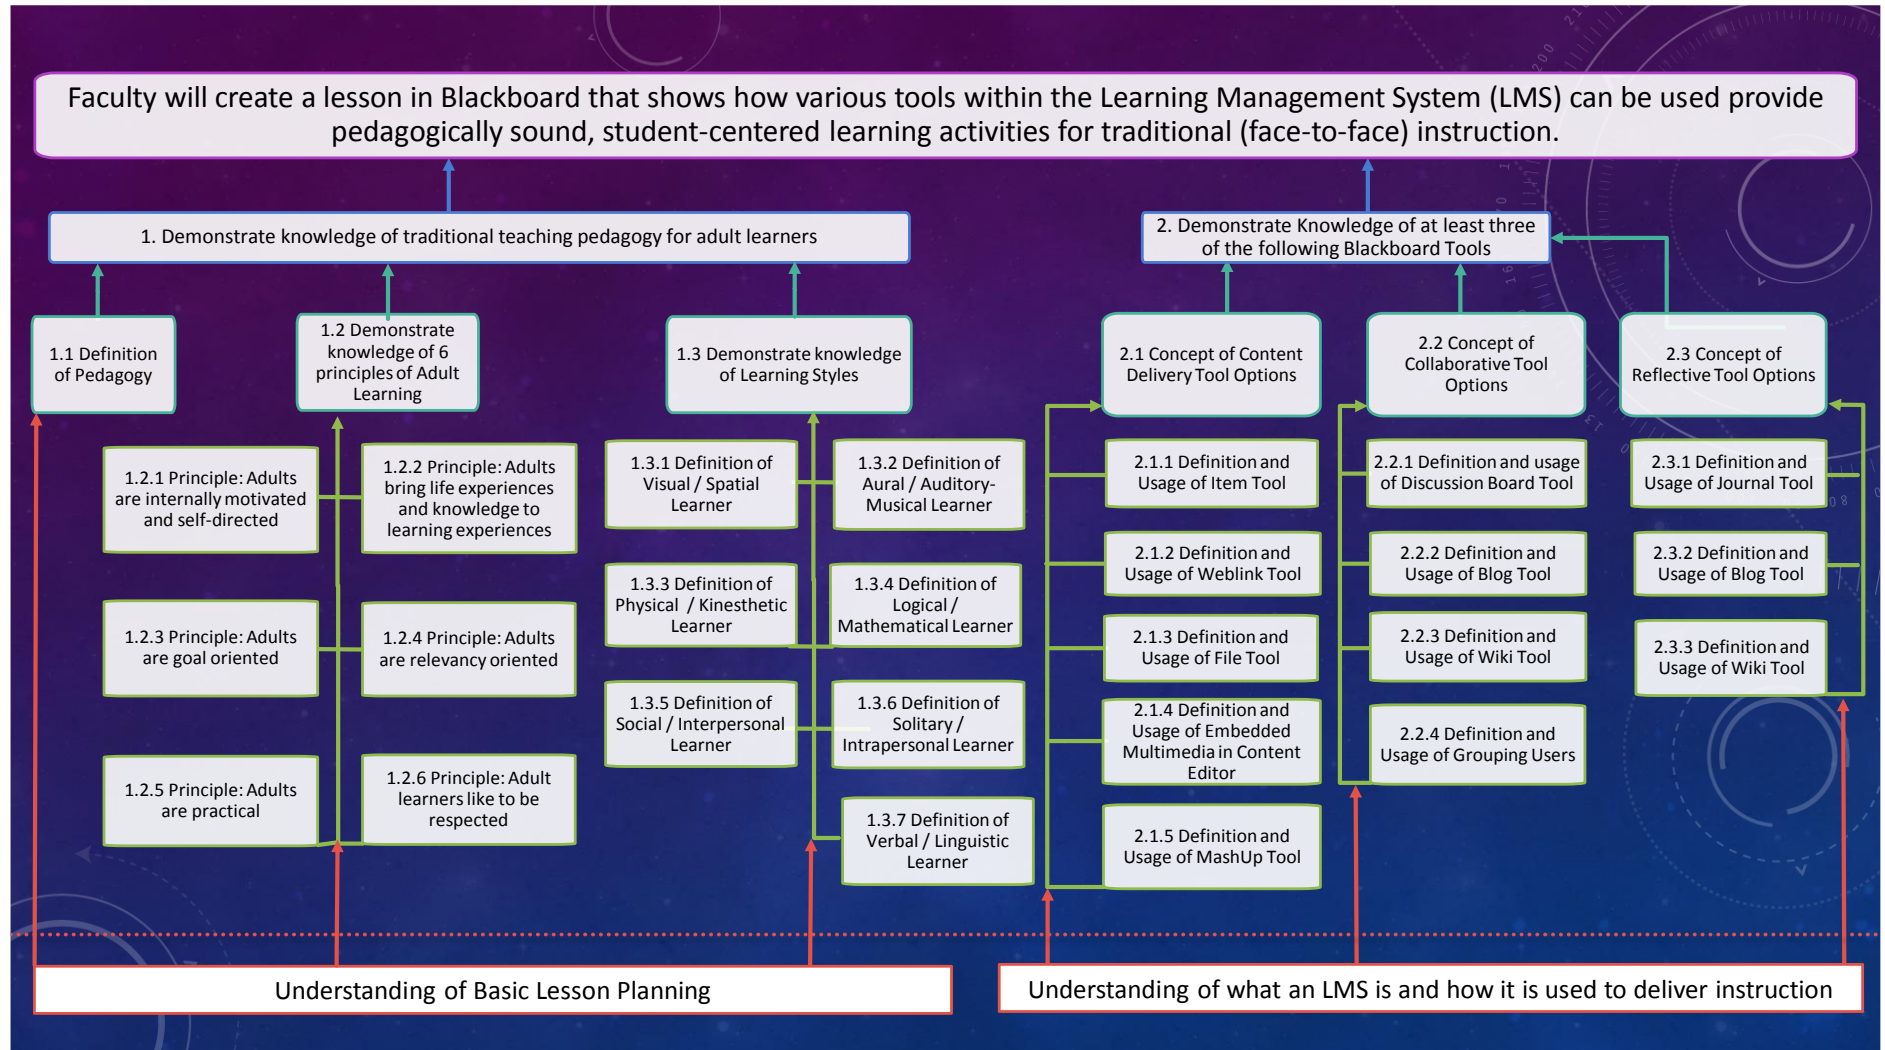 Faculty will create a lesson in Blackboard that shows how various tools within the Learning Management System (LMS) can be used provide
pedagogically sound, student-centered learning activities for traditional (face-to-face) instruction.
1. Demonstrate knowledge of traditional teaching pedagogy for adult learners
2. Demonstrate Knowledge of at least three
of the following Blackboard Tools
1.1 Definition
of Pedagogy
1.2 Demonstrate
knowledge of 6
principles of Adult
Learning
1.3 Demonstrate knowledge
of Learning Styles
2.1 Concept of Content
Delivery Tool Options
2.2 Concept of
Collaborative Tool
Options
2.3 Concept of
Reflective Tool Options
1.2.1 Principle: Adults
are internally motivated
and self-directed
1.2.2 Principle: Adults
bring life experiences
and knowledge to
learning experiences
1.3.1 Definition of
Visual / Spatial
Learner
1.3.2 Definition of
Aural / Auditory-
Musical Learner
2.1.1 Definition and
Usage of Item Tool
2.2.1 Definition and usage
of Discussion Board Tool
2.3.1 Definition and
Usage of Journal Tool
2.1.2 Definition and
Usage of Weblink Tool
2.2.2 Definition and
Usage of Blog Tool
2.3.2 Definition and
Usage of Blog Tool
1.2.3 Principle: Adults
are goal oriented
1.2.4 Principle: Adults
are relevancy oriented
1.3.3 Definition of
Physical / Kinesthetic
Learner
1.3.4 Definition of
Logical /
Mathematical Learner
2.1.3 Definition and
Usage of File Tool
2.2.3 Definition and
Usage of Wiki Tool
2.3.3 Definition and
Usage of Wiki Tool
1.3.5 Definition of
Social / Interpersonal
Learner
1.3.6 Definition of
Solitary /
Intrapersonal Learner
2.1.4 Definition and
Usage of Embedded
Multimedia in Content
Editor
2.2.4 Definition and
Usage of Grouping Users
1.2.5 Principle: Adults
are practical
1.2.6 Principle: Adult
learners like to be
respected
1.3.7 Definition of
Verbal / Linguistic
Learner
2.1.5 Definition and
Usage of MashUp Tool
Understanding of Basic Lesson Planning
Understanding of what an LMS is and how it is used to deliver instruction